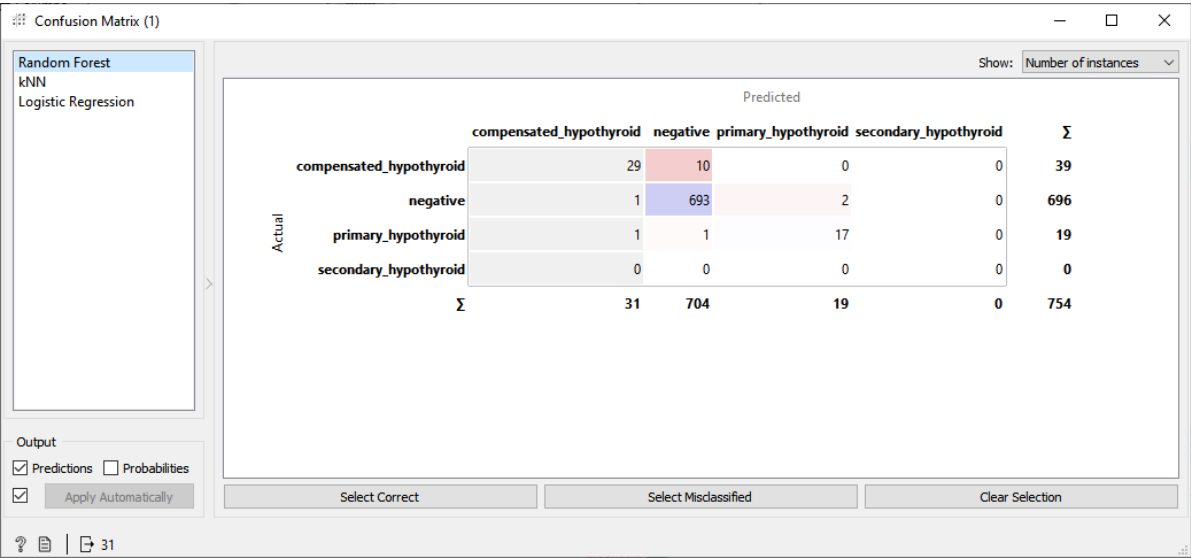 Confusion Matrix (1)
Random Forest
kNN
Logistic Regression
Show: Number of instances
Predicted
compensated_hypothyroid negative primary_hypothyroid secondary_hypothyroid Σ
compensated_hypothyroid 29 10 0 0 39
negative 1 693 2 0 696
Actual
primary_hypothyroid 1 1 17 0 19
secondary_hypothyroid 0 0 0 0 0
Σ 31 704 19 0 754
Output
Predictions Probabilities
Apply Automatically
Select Correct Select Misclassified Clear Selection
31